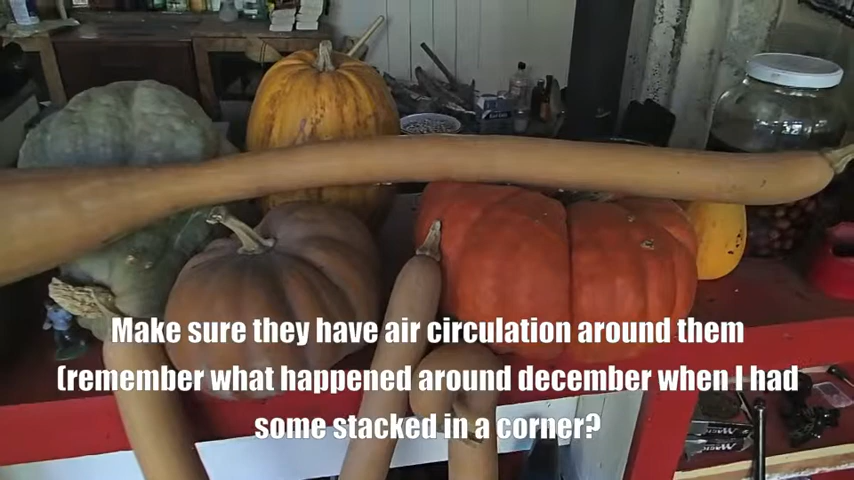 Make sure they have air circulation around them
(remember what happened around december when I had
some stacked in a corner?